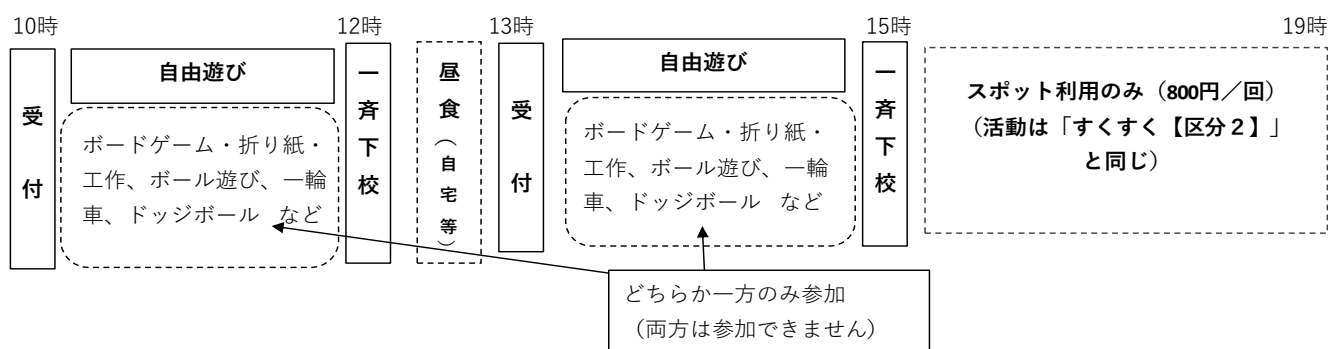 10時
12時
13時
15時
19時
受付
自由遊び
ボードゲーム・折り紙・
工作、ボール遊び、一輪
車、ドッジボール など
一斉下校
昼食（自宅等）
受付
自由遊び
ボードゲーム・折り紙・
工作、ボール遊び、一輪
車、ドッジボール など
一斉下校
スポット利用のみ（800円／回）
（活動は「すくすく【区分２】」
と同じ）
どちらか一方のみ参加
（両方は参加できません）